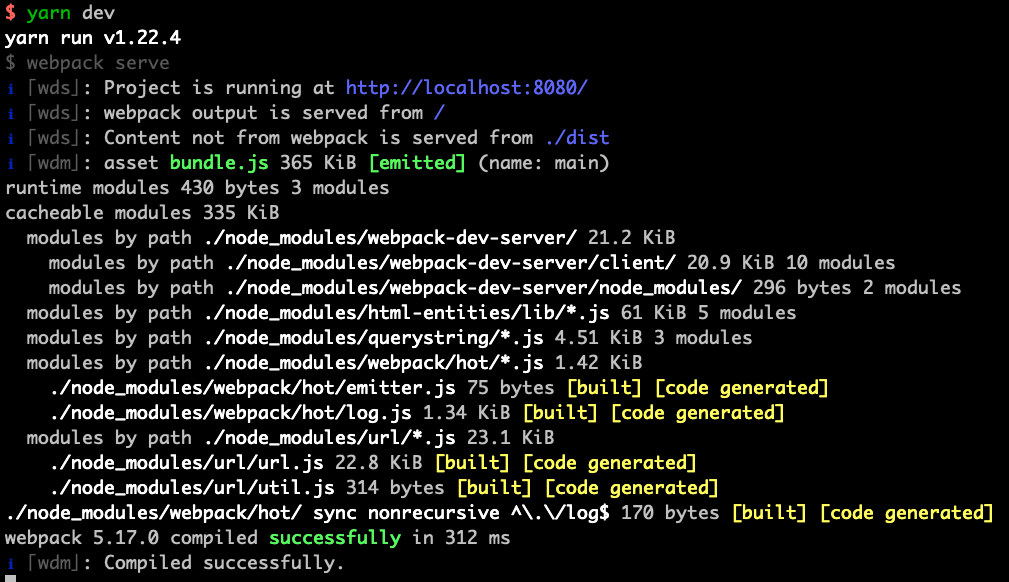 $ yarn dev
yarn run v1.22.4
$ webpack serve
i ｢wds｣: Project is running at http://localhost:8080/
i ｢wds｣: webpack output is served from /
i ｢wds｣: Content not from webpack is served from ./dist
i ｢wdm｣: asset bundle.js 365 KiB [emitted] (name: main)
runtime modules 430 bytes 3 modules
cacheable modules 335 KiB
  modules by path ./node_modules/webpack-dev-server/ 21.2 KiB
    modules by path ./node_modules/webpack-dev-server/client/ 20.9 KiB 10 modules
    modules by path ./node_modules/webpack-dev-server/node_modules/ 296 bytes 2 modules
  modules by path ./node_modules/html-entities/lib/*.js 61 KiB 5 modules
  modules by path ./node_modules/querystring/*.js 4.51 KiB 3 modules
  modules by path ./node_modules/webpack/hot/*.js 1.42 KiB
    ./node_modules/webpack/hot/emitter.js 75 bytes [built] [code generated]
    ./node_modules/webpack/hot/log.js 1.34 KiB [built] [code generated]
  modules by path ./node_modules/url/*.js 23.1 KiB
    ./node_modules/url/url.js 22.8 KiB [built] [code generated]
    ./node_modules/url/util.js 314 bytes [built] [code generated]
./node_modules/webpack/hot/ sync nonrecursive ^\.\/log$ 170 bytes [built] [code generated]
webpack 5.17.0 compiled successfully in 312 ms
i ｢wdm｣: Compiled successfully.